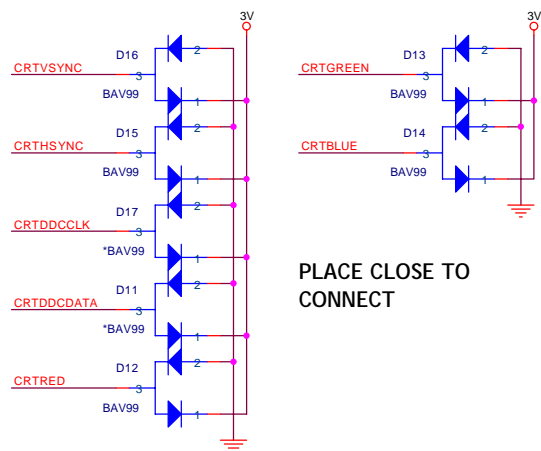 3V
D16
2
CRTVSYNC
3
BAV99
1
D15
2
CRTHSYNC
3
BAV99
1
D17
2
CRTDDCCLK
3
*BAV99
1
D11
2
CRTDDCDATA
3
*BAV99
1
D12
2
CRTRED
3
BAV99
1
3V
D13
2
CRTGREEN
3
BAV99
1
D14
2
CRTBLUE
3
BAV99
1
PLACE CLOSE TO
CONNECT